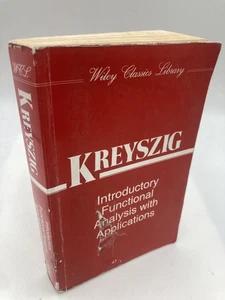 Wiley Classics Library
KREYSZIG
Introductory
Functional
Analysis with
Applications
KREYSZIG